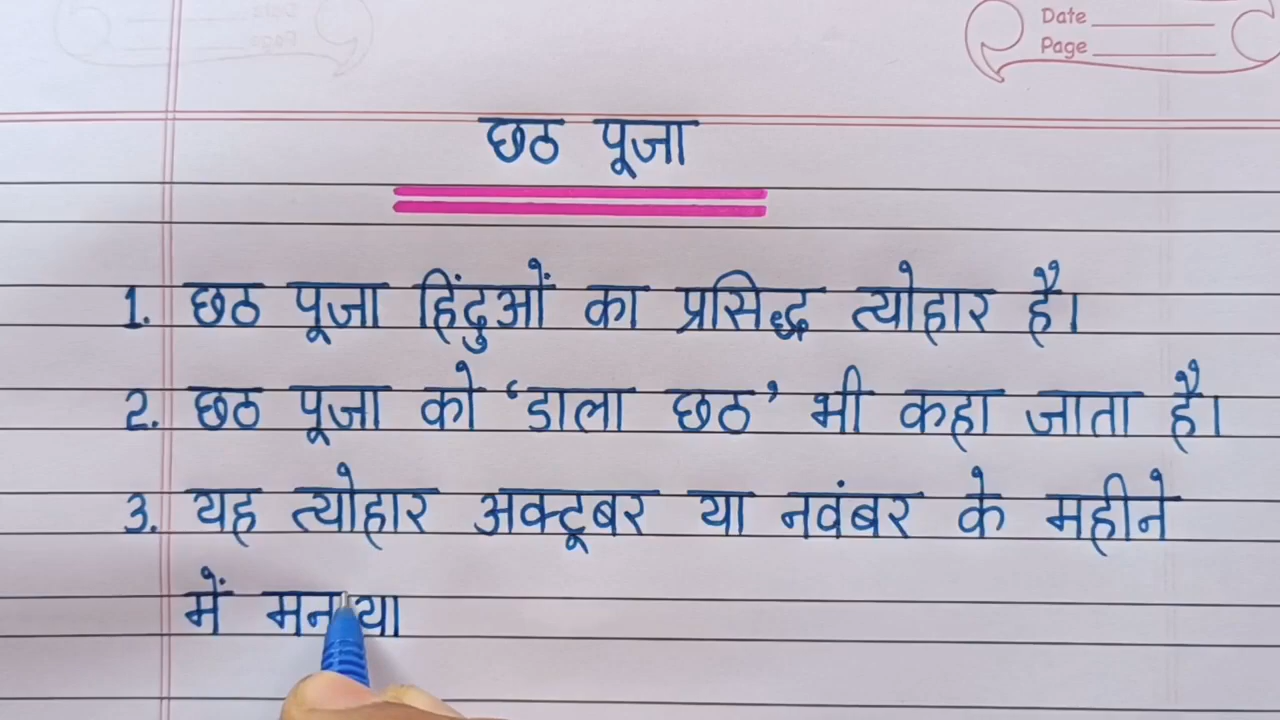 Date
Page
छठ पूजा
1. छठ पूजा हिंदुओं का प्रसिद्ध त्योहार है।
2. छठ पूजा को ‘डाला छठ’ भी कहा जाता है।
3. यह त्योहार अक्टूबर या नवंबर के महीने
में मनाया